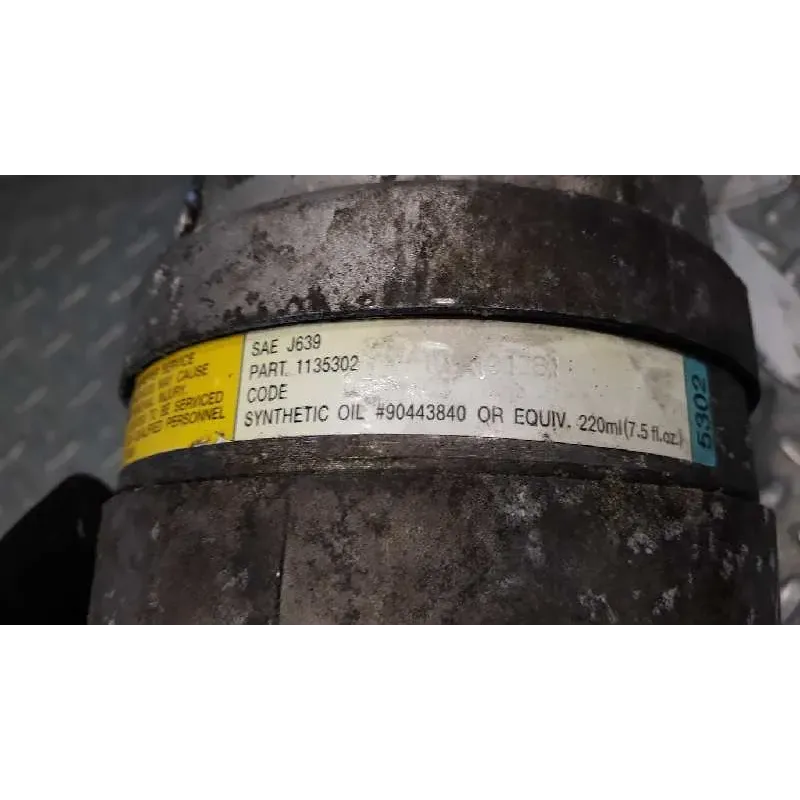 SERVICE
MAY CAUSE
INJURY.
TO BE SERVICED
PERSONNEL
SAE J639
PART. 1135302
CODE
SYNTHETIC OIL #90443840 OR EQUIV. 220ml(7.5 fl.oz.)
5302